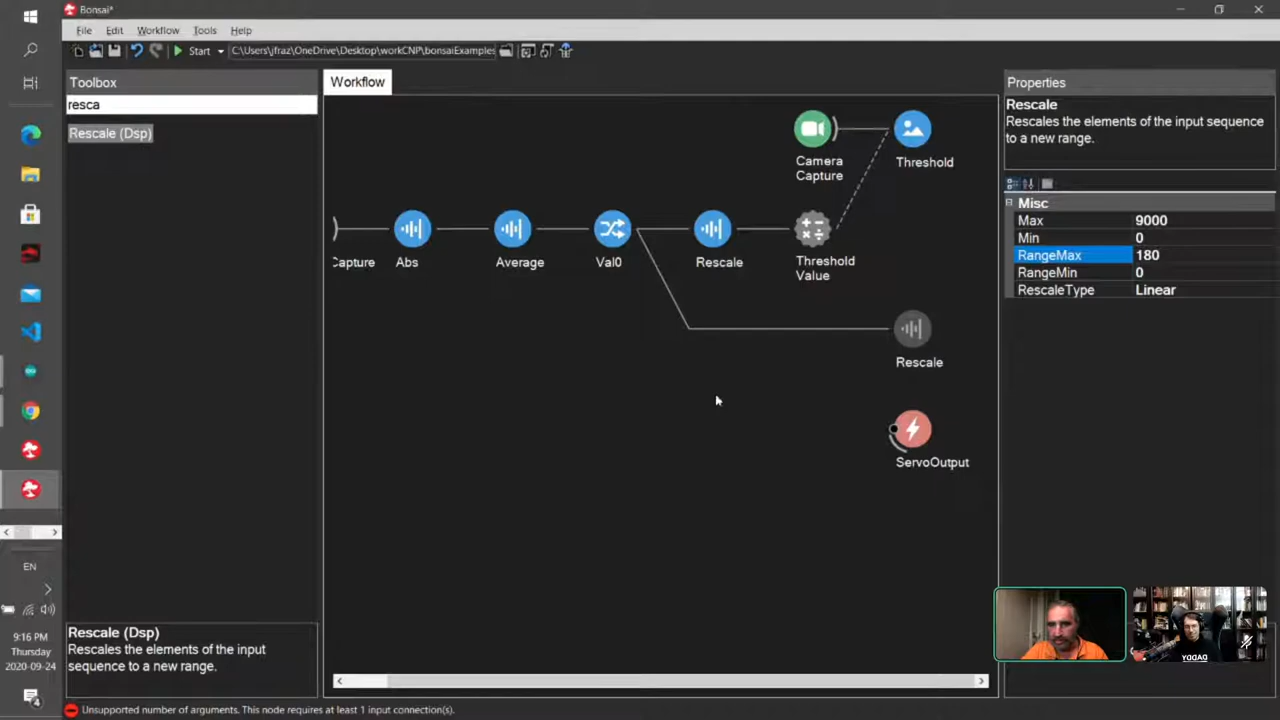 Bonsai*
File Edit Workflow Tools Help
Start C:\Users\jfraz\OneDrive\Desktop\workCNP\bonsaiExamples
Toolbox
resca
Rescale (Dsp)
Workflow
Camera
Capture
Threshold
Capture
Abs
Average
Val0
Rescale
Threshold
Value
Rescale
ServoOutput
Properties
Rescale
Rescales the elements of the input sequence
to a new range.
Misc
Max 9000
Min 0
RangeMax 180
RangeMin 0
RescaleType Linear
Rescale (Dsp)
Rescales the elements of the input
sequence to a new range.
EN
9:16 PM
Thursday
2020-09-24
4
Unsupported number of arguments. This node requires at least 1 input connection(s).